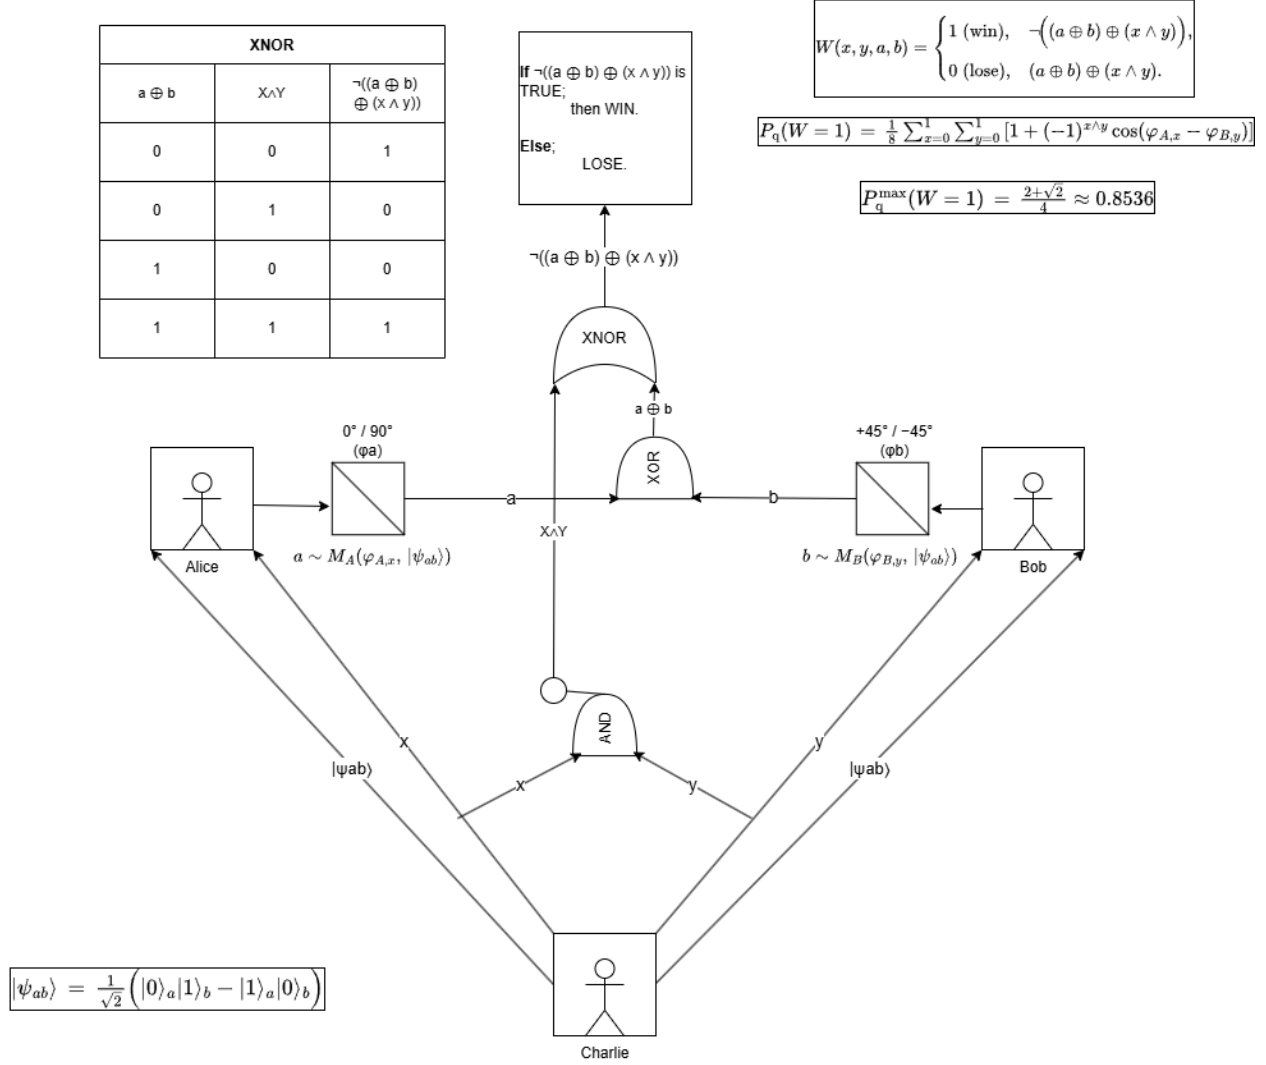 XNOR
a ⊕ b X∧Y ¬((a ⊕ b)
⊕ (x ∧ y))
0 0 1
0 1 0
1 0 0
1 1 1
If ¬((a ⊕ b) ⊕ (x ∧ y)) is
TRUE;
then WIN.
Else;
LOSE.
W(x, y, a, b) = { 1 (win), ¬((a ⊕ b) ⊕ (x ∧ y)),
0 (lose), (a ⊕ b) ⊕ (x ∧ y).
P_q(W = 1) = 1/8 ∑_{x=0}^{1} ∑_{y=0}^{1} [1 + (−1)^{x∧y} cos(φ_{A,x} − φ_{B,y})]
P_q^{max}(W = 1) = (2+√2)/4 ≈ 0.8536
¬((a ⊕ b) ⊕ (x ∧ y))
XNOR
a ⊕ b
XOR
0° / 90°
(φa)
+45° / −45°
(φb)
a
b
X∧Y
Alice
a ∼ M_A(φ_{A,x}, |ψ_{ab}⟩)
b ∼ M_B(φ_{B,y}, |ψ_{ab}⟩)
Bob
AND
x
y
|ψab⟩
|ψab⟩
x
y
|ψ_{ab}⟩ = 1/√2 (|0⟩_a|1⟩_b − |1⟩_a|0⟩_b)
Charlie